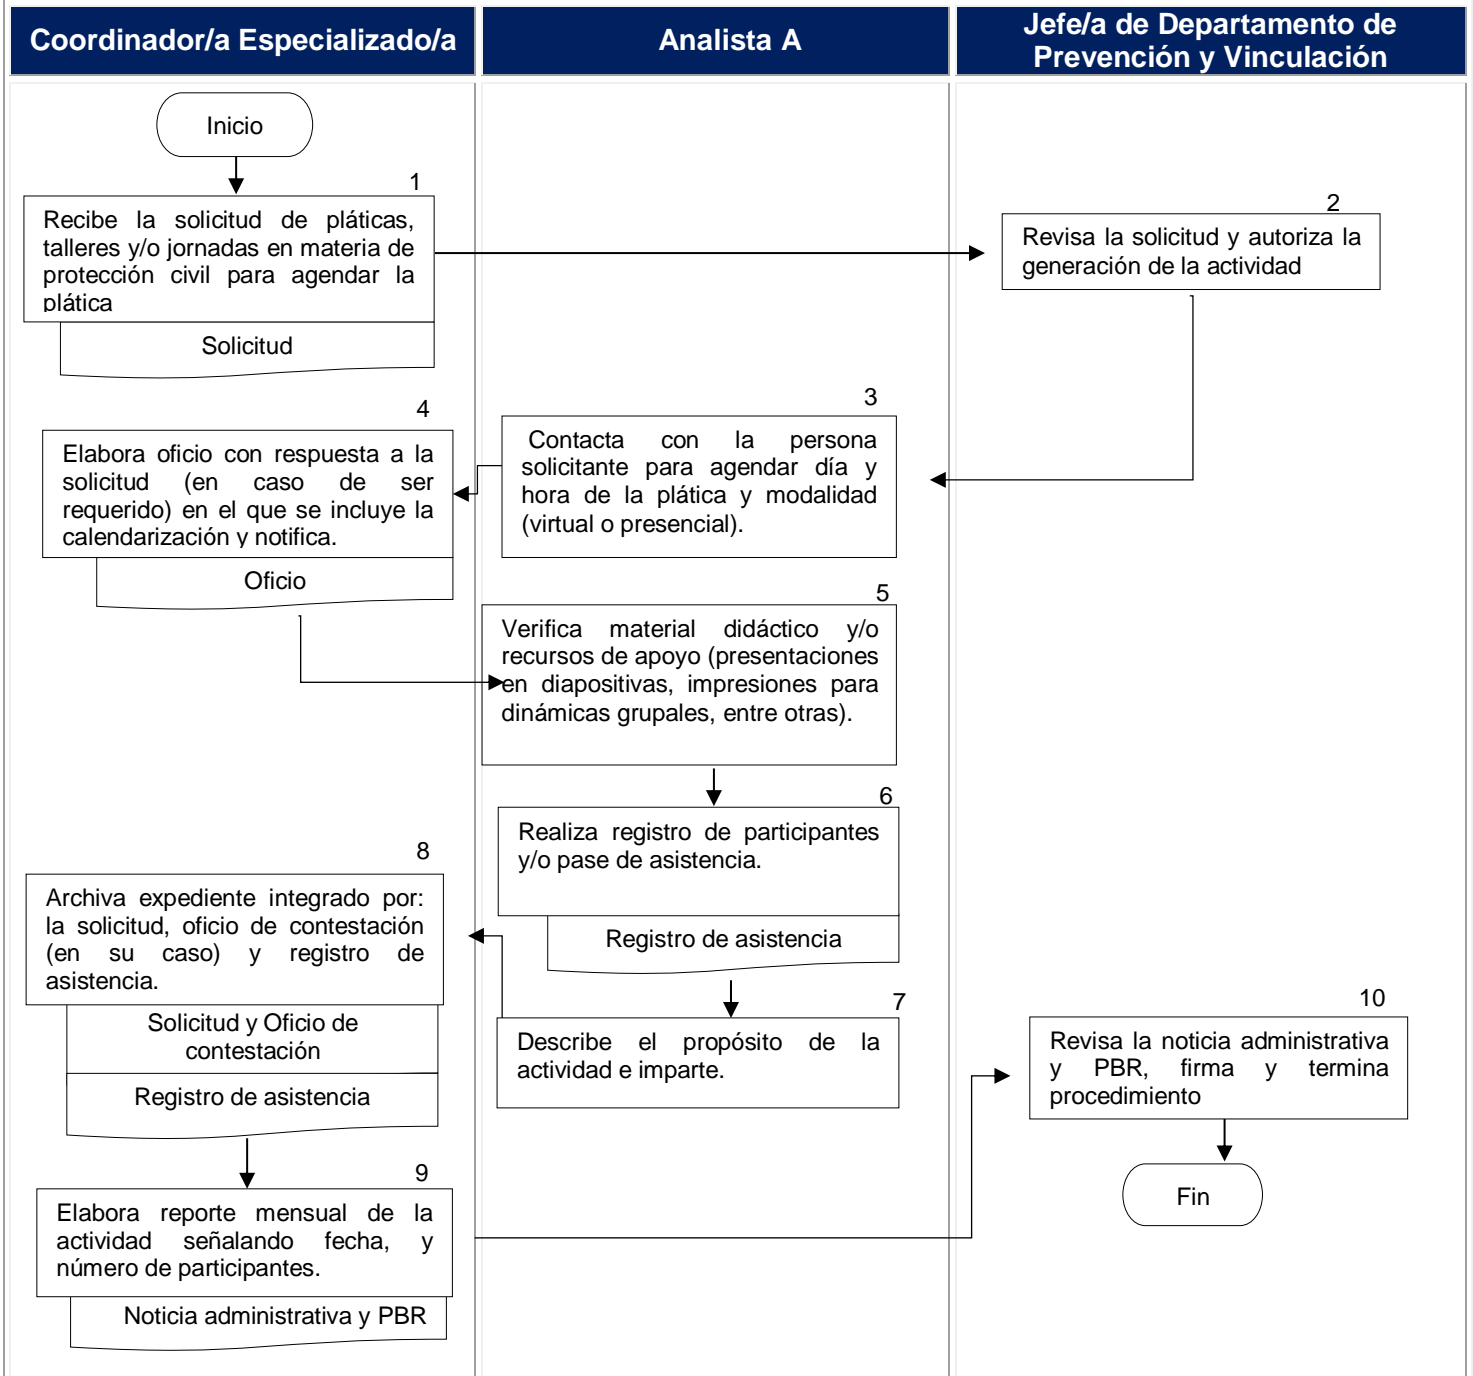 Coordinador/a Especializado/a
Analista A
Jefe/a de Departamento de
Prevención y Vinculación
Inicio
1
Recibe la solicitud de pláticas,
talleres y/o jornadas en materia de
protección civil para agendar la
plática
Solicitud
2
Revisa la solicitud y autoriza la
generación de la actividad
3
Contacta con la persona
solicitante para agendar día y
hora de la plática y modalidad
(virtual o presencial).
4
Elabora oficio con respuesta a la
solicitud (en caso de ser
requerido) en el que se incluye la
calendarización y notifica.
Oficio
5
Verifica material didáctico y/o
recursos de apoyo (presentaciones
en diapositivas, impresiones para
dinámicas grupales, entre otras).
6
Realiza registro de participantes
y/o pase de asistencia.
Registro de asistencia
7
Describe el propósito de la
actividad e imparte.
8
Archiva expediente integrado por:
la solicitud, oficio de contestación
(en su caso) y registro de
asistencia.
Solicitud y Oficio de
contestación
Registro de asistencia
9
Elabora reporte mensual de la
actividad señalando fecha, y
número de participantes.
Noticia administrativa y PBR
10
Revisa la noticia administrativa
y PBR, firma y termina
procedimiento
Fin